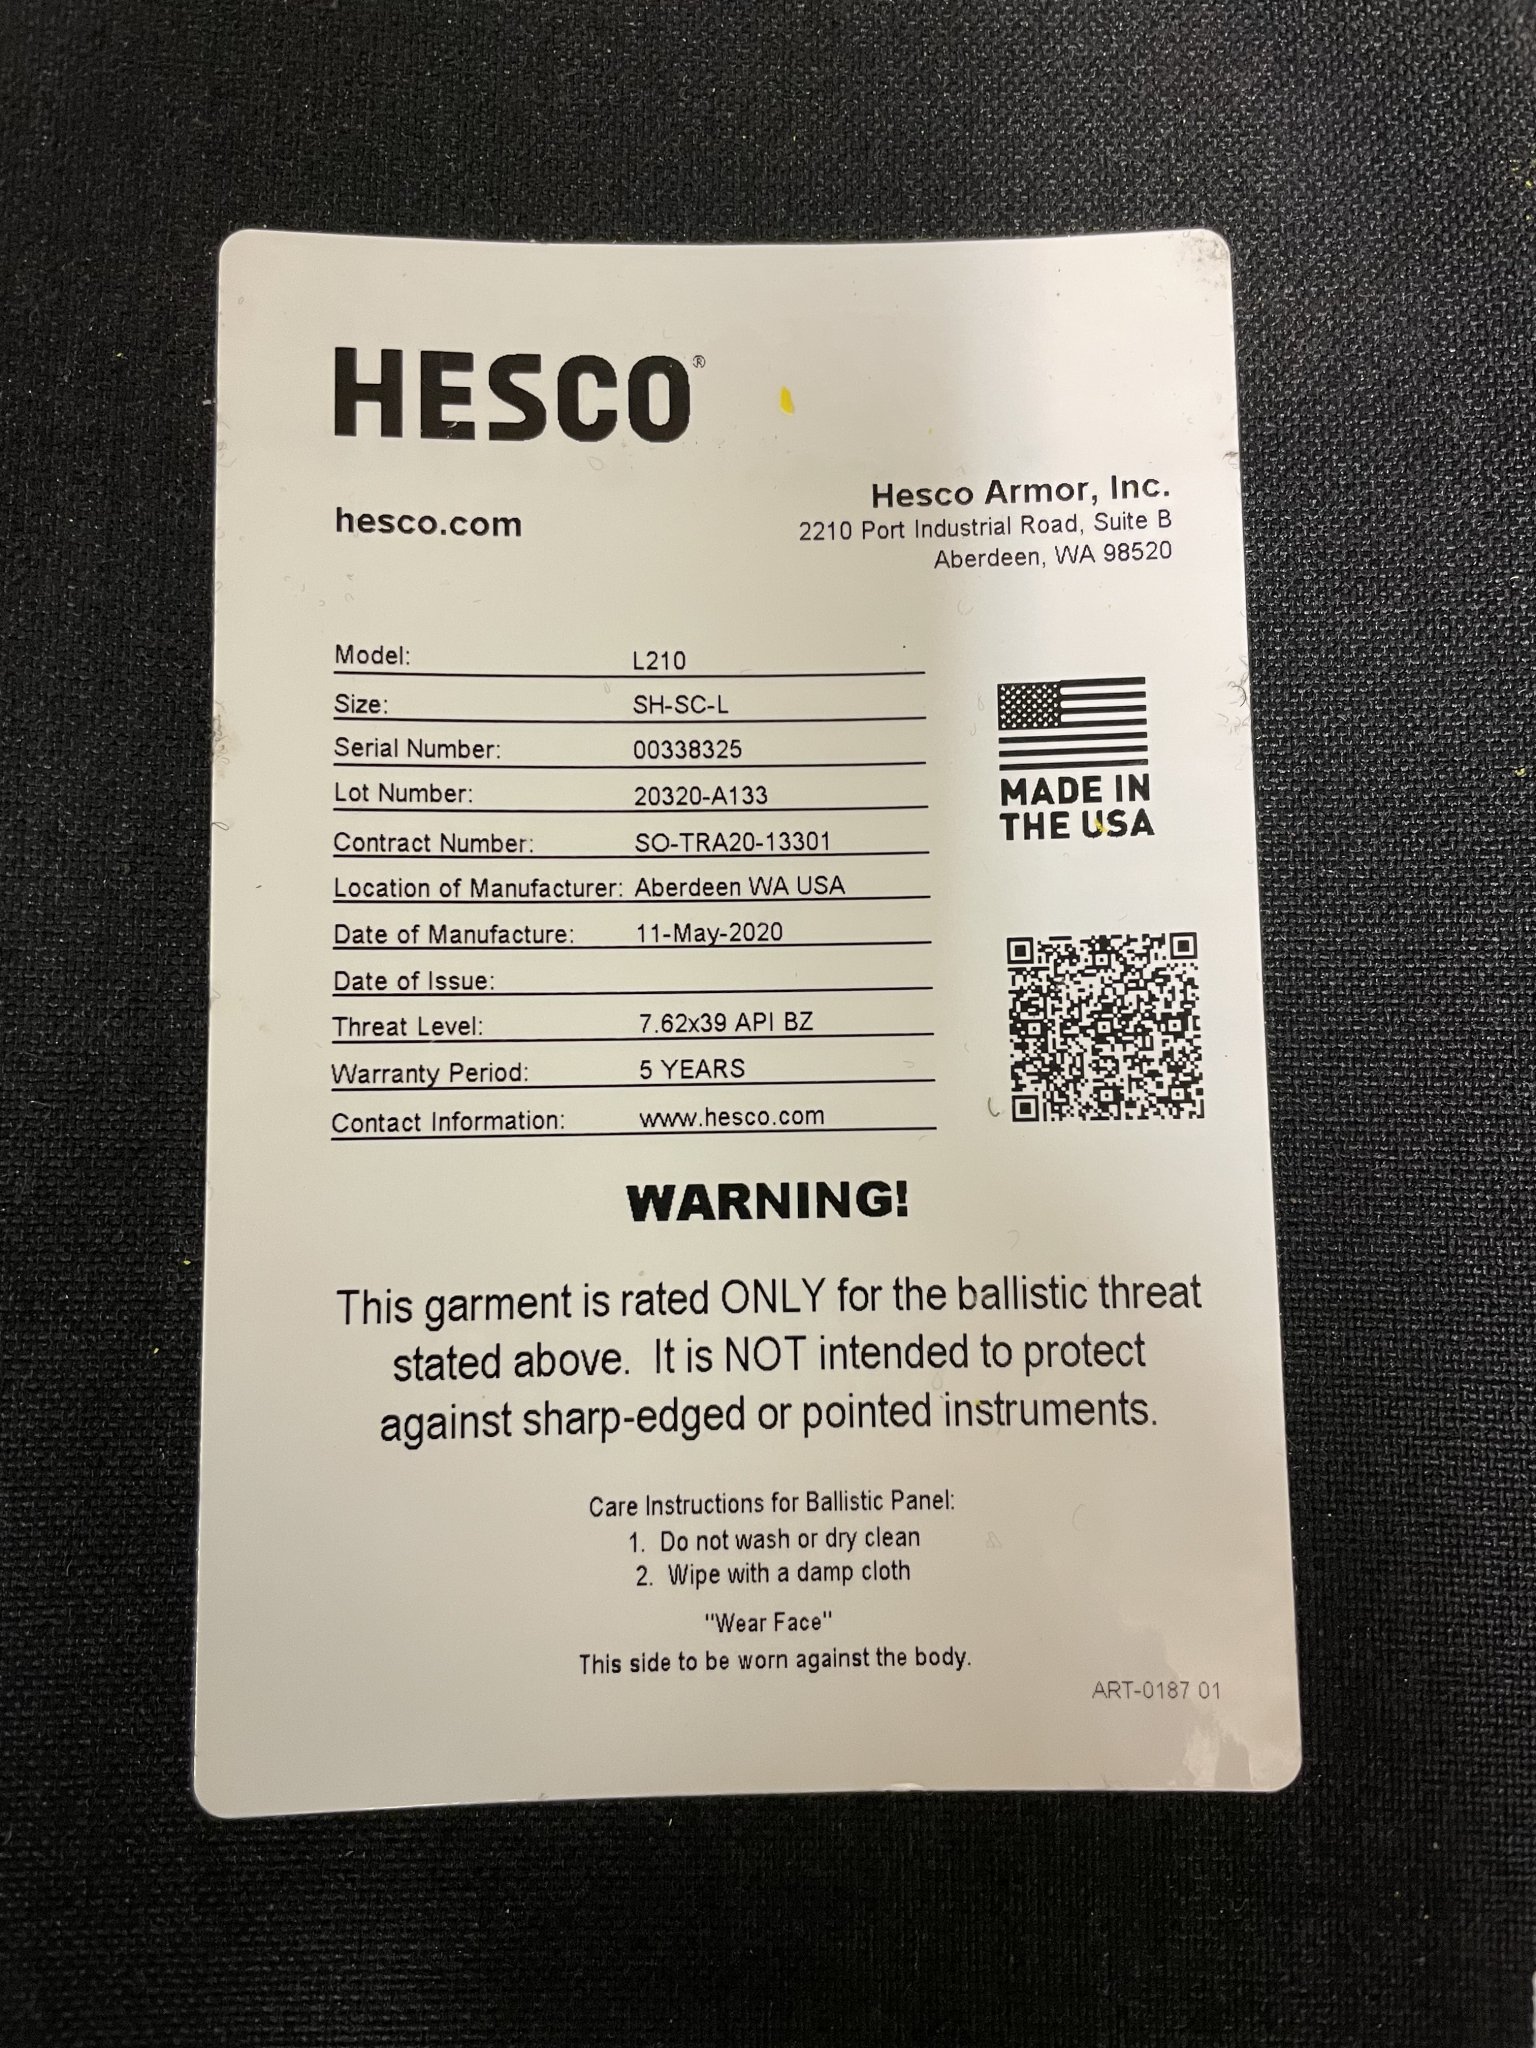 HESCO®
hesco.com
Hesco Armor, Inc.
2210 Port Industrial Road, Suite B
Aberdeen, WA 98520
Model: L210
Size: SH-SC-L
Serial Number: 00338325
Lot Number: 20320-A133
Contract Number: SO-TRA20-13301
Location of Manufacturer: Aberdeen WA USA
Date of Manufacture: 11-May-2020
Date of Issue:
Threat Level: 7.62x39 API BZ
Warranty Period: 5 YEARS
Contact Information: www.hesco.com
MADE IN
THE USA
WARNING!
This garment is rated ONLY for the ballistic threat
stated above. It is NOT intended to protect
against sharp-edged or pointed instruments.
Care Instructions for Ballistic Panel:
1. Do not wash or dry clean
2. Wipe with a damp cloth
"Wear Face"
This side to be worn against the body.
ART-0187 01